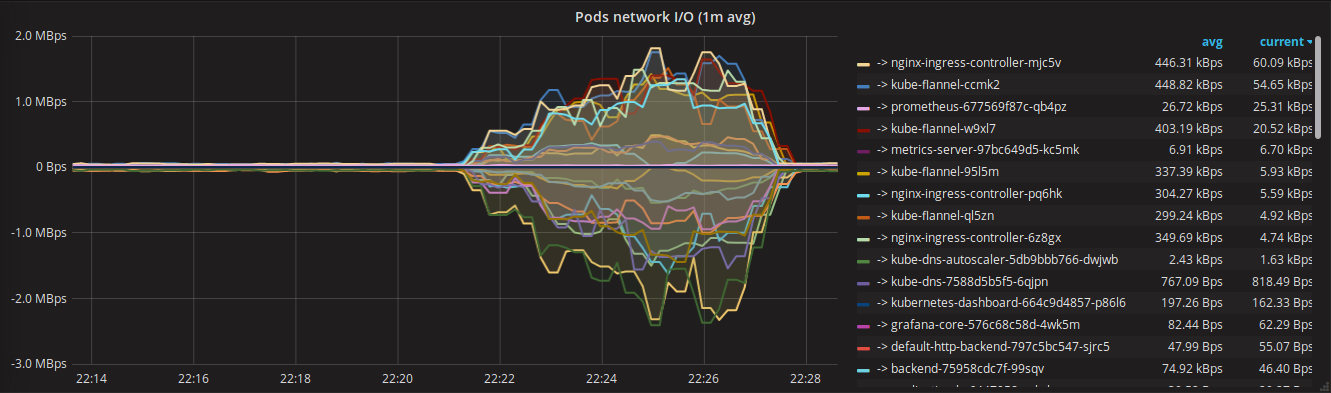 Pods network I/O (1m avg)
2.0 MBps
1.0 MBps
0 Bps
-1.0 MBps
-2.0 MBps
-3.0 MBps
22:14 22:16 22:18 22:20 22:22 22:24 22:26 22:28
avg current
-> nginx-ingress-controller-mjc5v 446.31 kBps 60.09 kBps
-> kube-flannel-ccmk2 448.82 kBps 54.65 kBps
-> prometheus-677569f87c-qb4pz 26.72 kBps 25.31 kBps
-> kube-flannel-w9xl7 403.19 kBps 20.52 kBps
-> metrics-server-97bc649d5-kc5mk 6.91 kBps 6.70 kBps
-> kube-flannel-95l5m 337.39 kBps 5.93 kBps
-> nginx-ingress-controller-pq6hk 304.27 kBps 5.59 kBps
-> kube-flannel-ql5zn 299.24 kBps 4.92 kBps
-> nginx-ingress-controller-6z8gx 349.69 kBps 4.74 kBps
-> kube-dns-autoscaler-5db9bbb766-dwjwb 2.43 kBps 1.63 kBps
-> kube-dns-7588d5b5f5-6qjpn 767.09 Bps 818.49 Bps
-> kubernetes-dashboard-664c9d4857-p86l6 197.26 Bps 162.33 Bps
-> grafana-core-576c68c58d-4wk5m 82.44 Bps 62.29 Bps
-> default-http-backend-797c5bc547-sjrc5 47.99 Bps 55.07 Bps
-> backend-75958cdc7f-99sqv 74.92 kBps 46.40 Bps